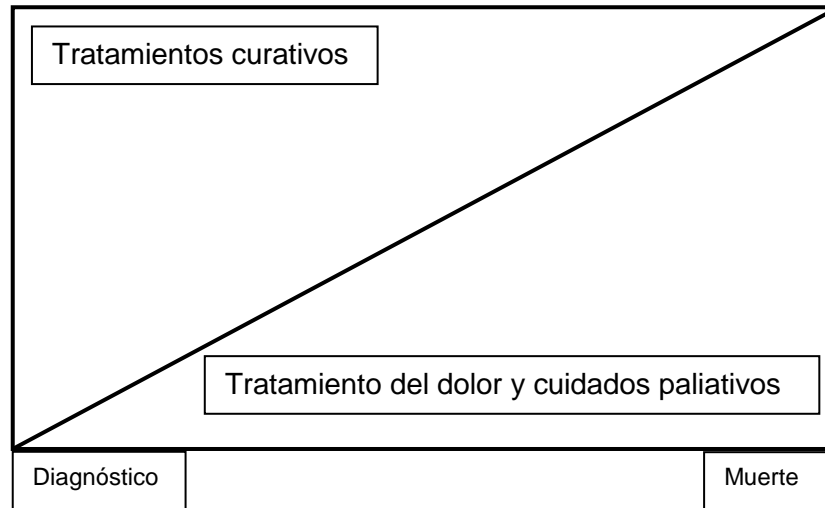 Tratamientos curativos
Tratamiento del dolor y cuidados paliativos
Diagnóstico
Muerte